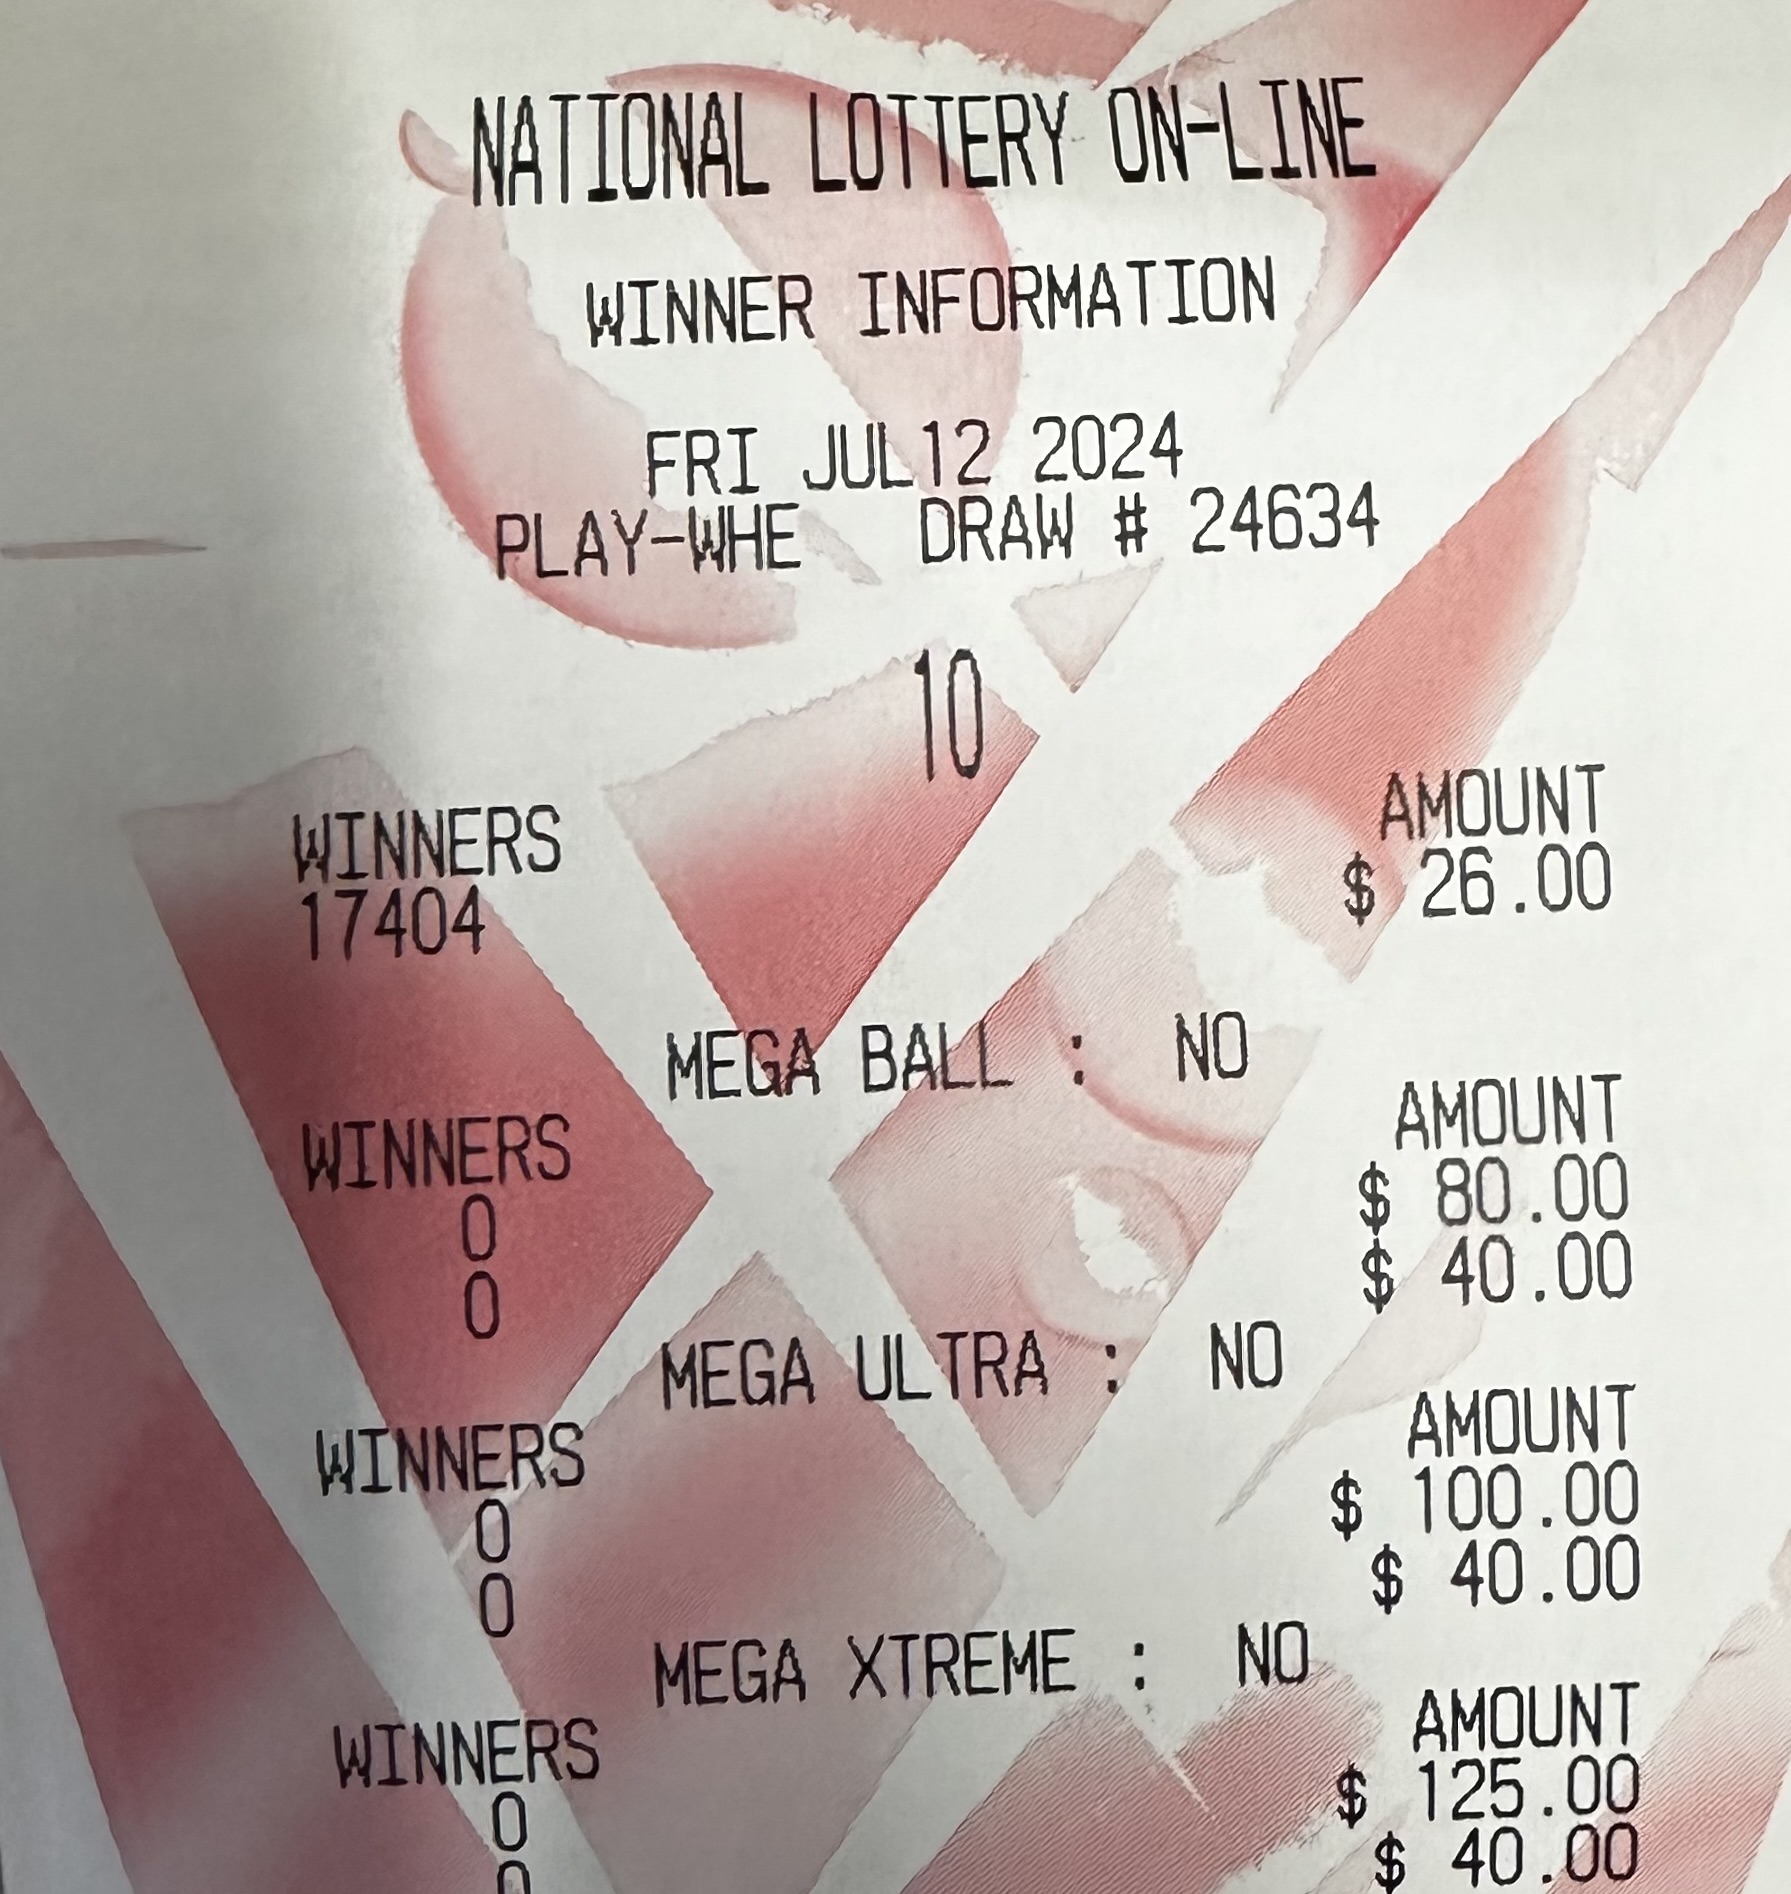 NATIONAL LOTTERY ON-LINE
WINNER INFORMATION
FRI JUL12 2024
PLAY-WHE DRAW # 24634
10
WINNERS AMOUNT
17404 $ 26.00
MEGA BALL : NO
WINNERS AMOUNT
0 $ 80.00
0 $ 40.00
MEGA ULTRA : NO
WINNERS AMOUNT
0 $ 100.00
0 $ 40.00
MEGA XTREME : NO
WINNERS AMOUNT
0 $ 125.00
0 $ 40.00